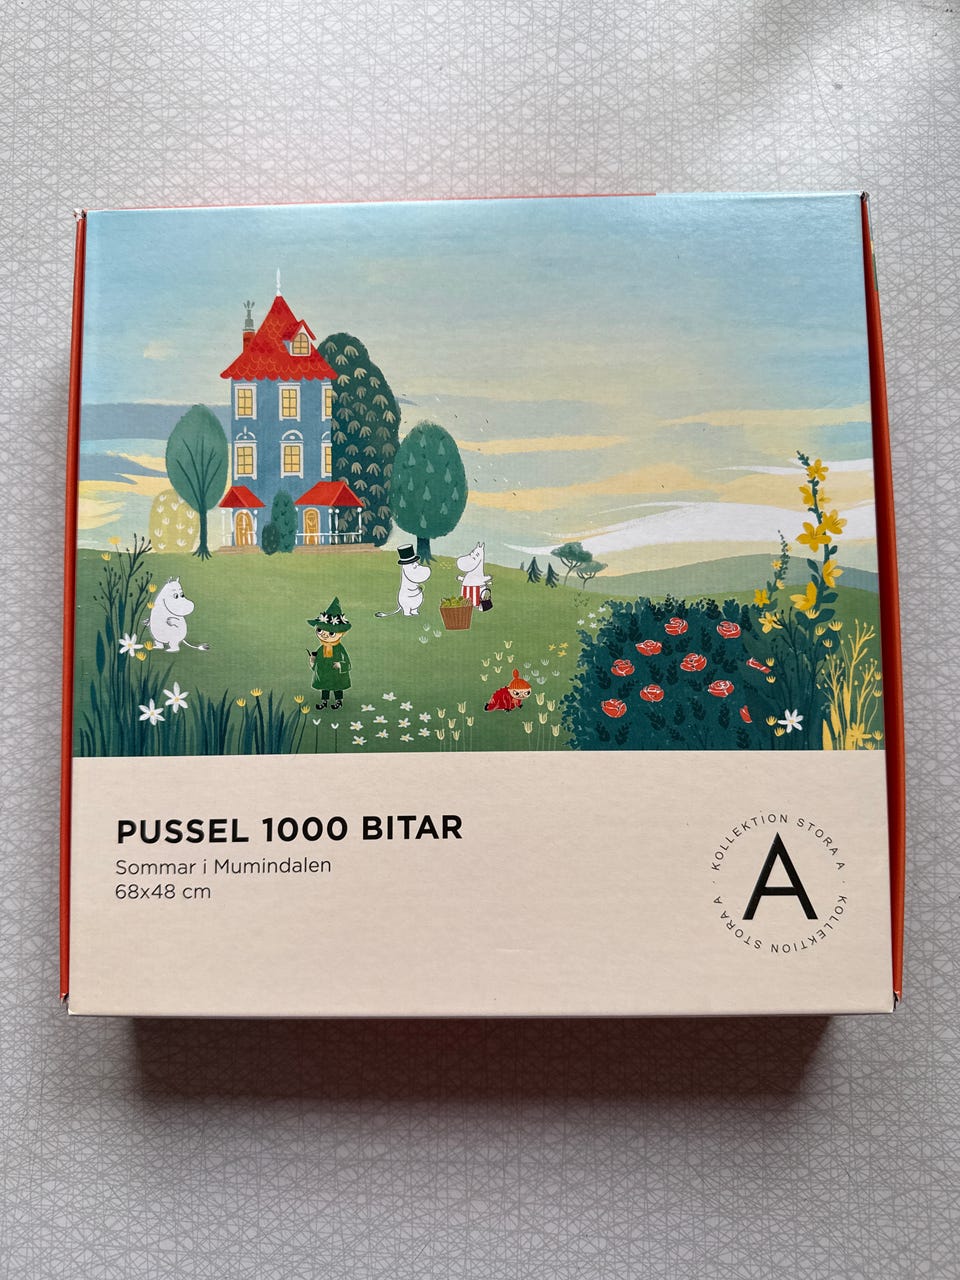 PUSSEL 1000 BITAR
Sommar i Mumindalen
68x48 cm
KOLLEKTION STORA A · KOLLEKTION STORA A ·
A